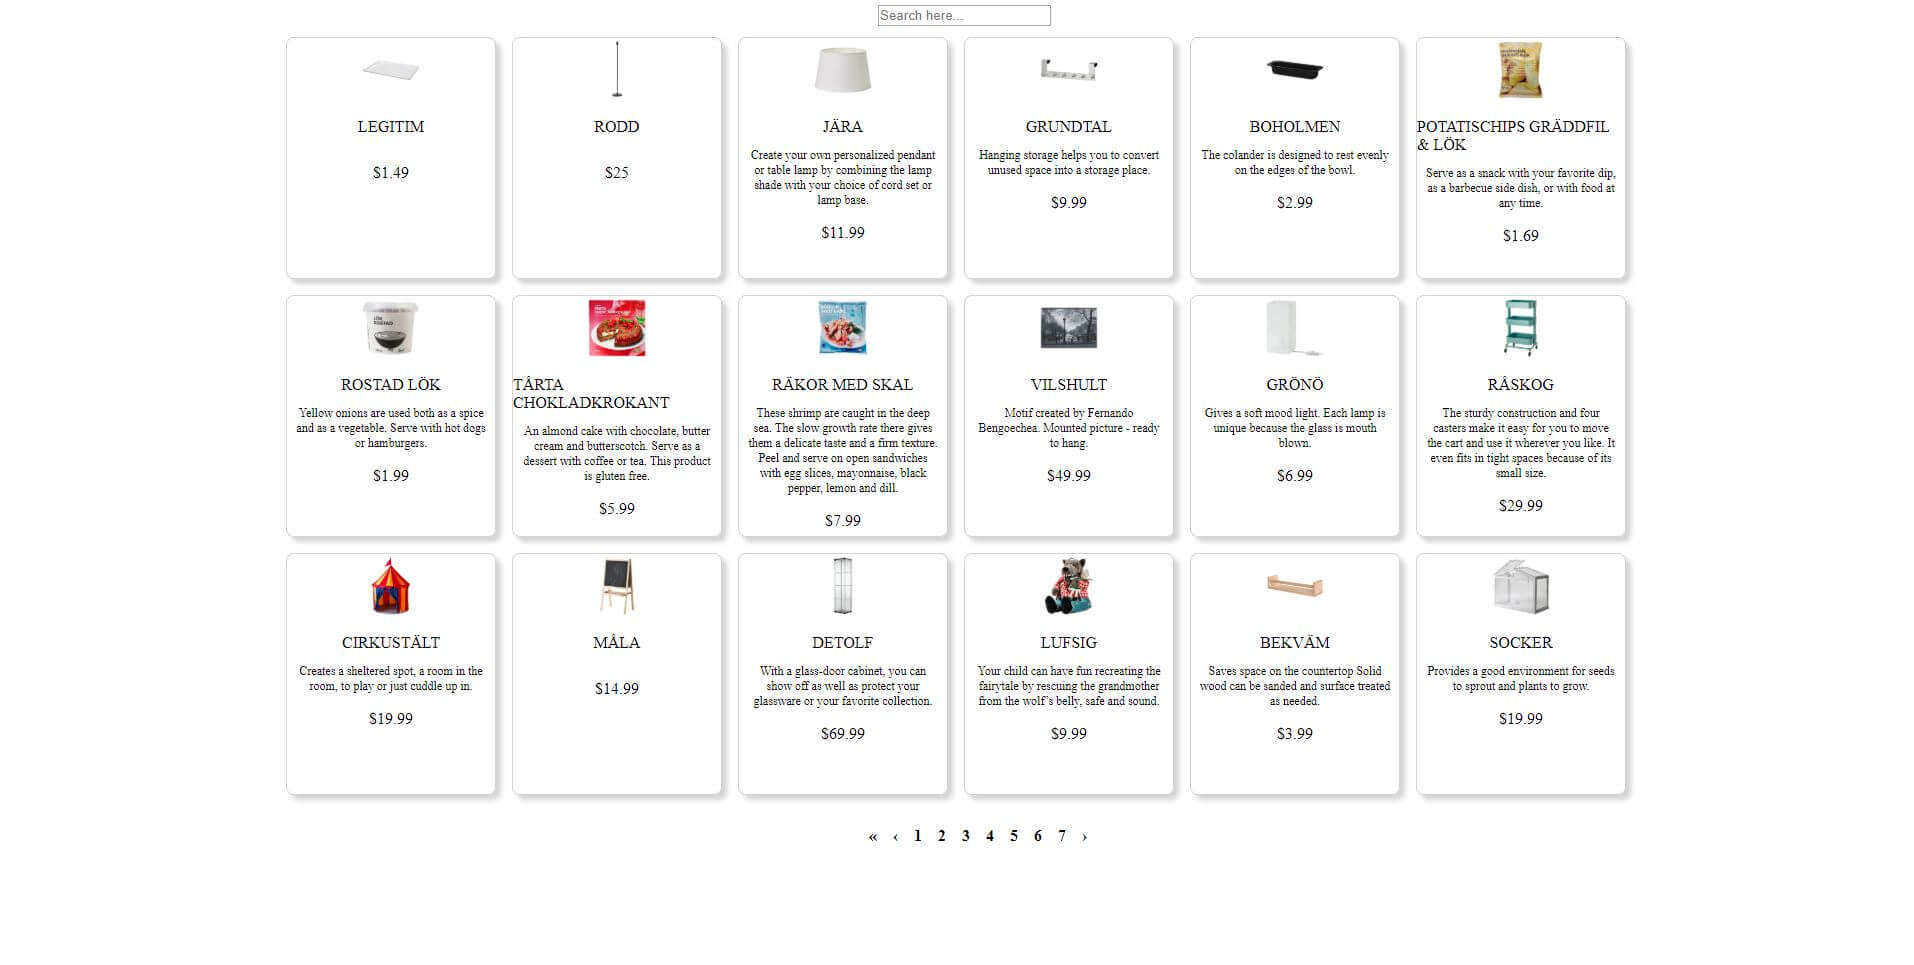 Search here...
LEGITIM
$1.49
RODD
$25
JÄRA
Create your own personalized pendant
or table lamp by combining the lamp
shade with your choice of cord set or
lamp base.
$11.99
GRUNDTAL
Hanging storage helps you to convert
unused space into a storage place.
$9.99
BOHOLMEN
The colander is designed to rest evenly
on the edges of the bowl.
$2.99
POTATISCHIPS GRÄDDFIL
& LÖK
Serve as a snack with your favorite dip,
as a barbecue side dish, or with food at
any time.
$1.69
LÖK
ROSTAD
ROSTAD LÖK
Yellow onions are used both as a spice
and as a vegetable. Serve with hot dogs
or hamburgers.
$1.99
TÅRTA
CHOKLADKROKANT
An almond cake with chocolate, butter
cream and butterscotch. Serve as a
dessert with coffee or tea. This product
is gluten free.
$5.99
RÄKOR MED SKAL
These shrimp are caught in the deep
sea. The slow growth rate there gives
them a delicate taste and a firm texture.
Peel and serve on open sandwiches
with egg slices, mayonnaise, black
pepper, lemon and dill.
$7.99
VILSHULT
Motif created by Fernando
Bengoechea. Mounted picture - ready
to hang.
$49.99
GRÖNÖ
Gives a soft mood light. Each lamp is
unique because the glass is mouth
blown.
$6.99
RÅSKOG
The sturdy construction and four
casters make it easy for you to move
the cart and use it wherever you like. It
even fits in tight spaces because of its
small size.
$29.99
CIRKUSTÄLT
Creates a sheltered spot, a room in the
room, to play or just cuddle up in.
$19.99
MÅLA
$14.99
DETOLF
With a glass-door cabinet, you can
show off as well as protect your
glassware or your favorite collection.
$69.99
LUFSIG
Your child can have fun recreating the
fairytale by rescuing the grandmother
from the wolf’s belly, safe and sound.
$9.99
BEKVÄM
Saves space on the countertop Solid
wood can be sanded and surface treated
as needed.
$3.99
SOCKER
Provides a good environment for seeds
to sprout and plants to grow.
$19.99
« ‹ 1 2 3 4 5 6 7 ›